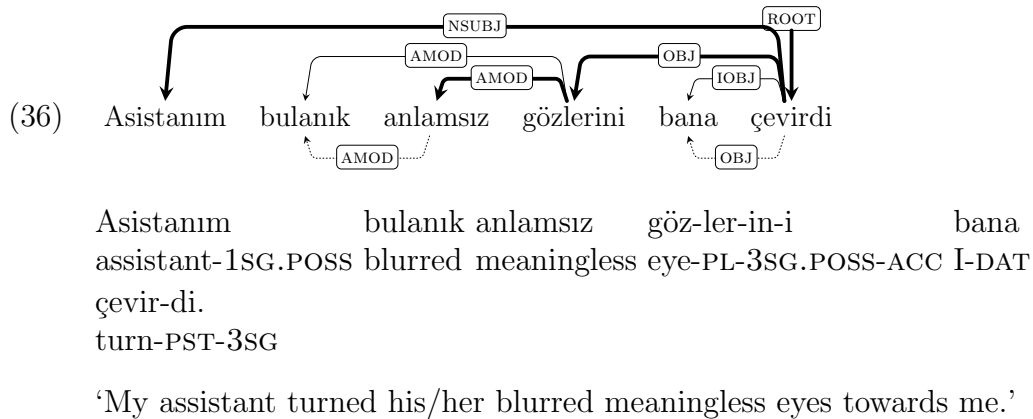 NSUBJ ROOT
AMOD OBJ
AMOD IOBJ
(36) Asistanım bulanık anlamsız gözlerini bana çevirdi
AMOD OBJ
Asistanım bulanık anlamsız göz-ler-in-i bana
assistant-1SG.POSS blurred meaningless eye-PL-3SG.POSS-ACC I-DAT
çevir-di.
turn-PST-3SG
‘My assistant turned his/her blurred meaningless eyes towards me.’